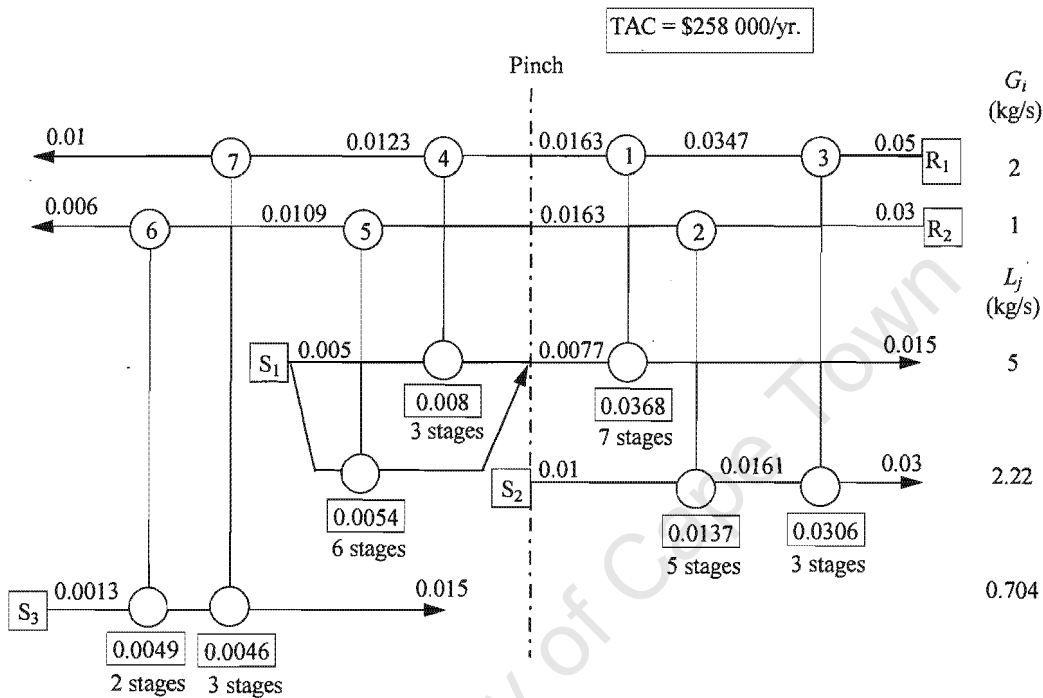 TAC = $258 000/yr.
Pinch
G_i
(kg/s)
0.01 7 0.0123 4 0.0163 1 0.0347 3 0.05 R_1 2
0.006 6 0.0109 5 0.0163 2 0.03 R_2 1
L_j
(kg/s)
S_1 0.005 0.0077 0.015 5
0.008 0.0368
3 stages 7 stages
S_2 0.01 0.0161 0.03 2.22
0.0054 0.0137 0.0306
6 stages 5 stages 3 stages
S_3 0.0013 0.015 0.704
0.0049 0.0046
2 stages 3 stages
y of Cape Town